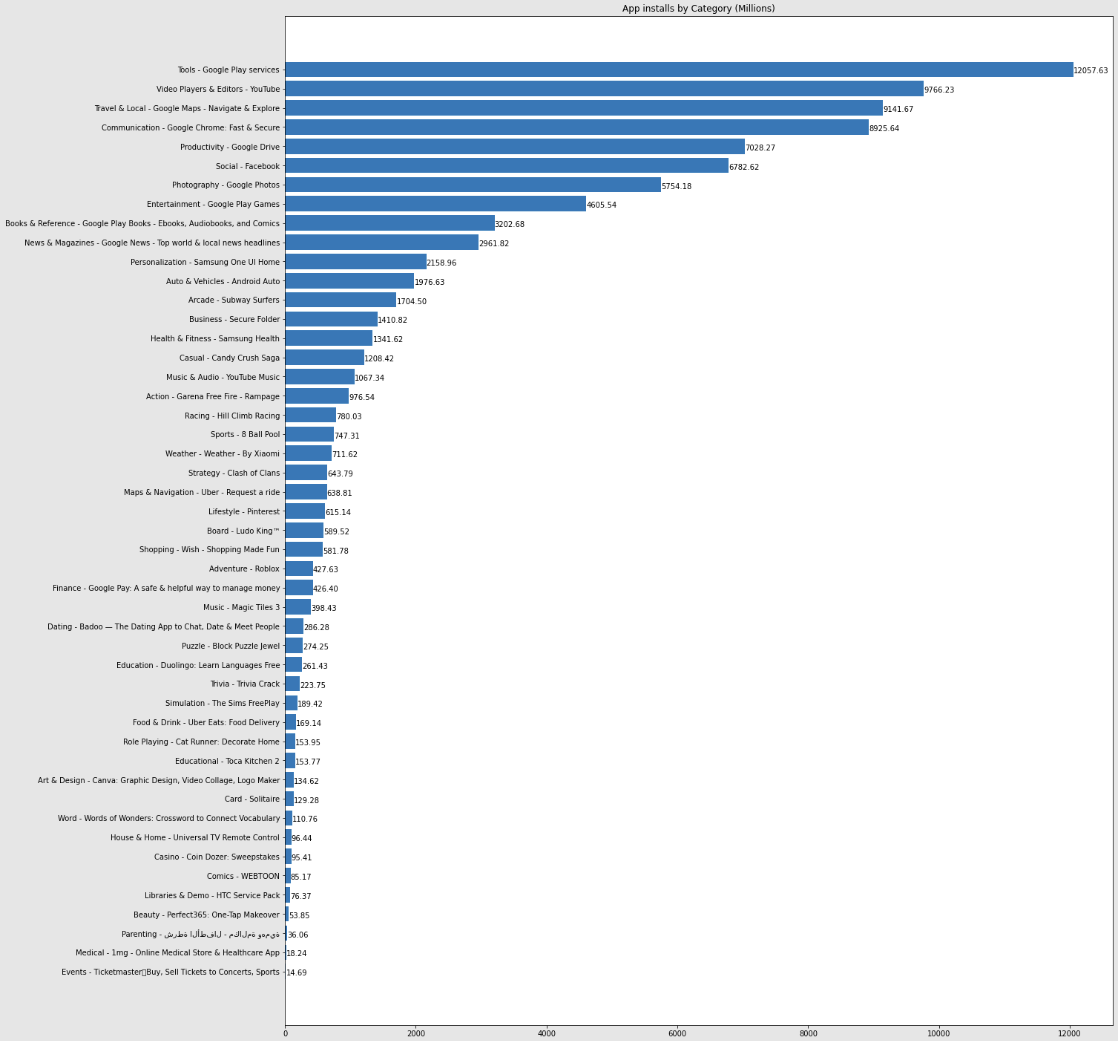 App installs by Category (Millions)
Tools - Google Play services 12057.63
Video Players & Editors - YouTube 9766.23
Travel & Local - Google Maps - Navigate & Explore 9141.67
Communication - Google Chrome: Fast & Secure 8925.64
Productivity - Google Drive 7028.27
Social - Facebook 6782.62
Photography - Google Photos 5754.18
Entertainment - Google Play Games 4605.54
Books & Reference - Google Play Books - Ebooks, Audiobooks, and Comics 3202.68
News & Magazines - Google News - Top world & local news headlines 2961.82
Personalization - Samsung One UI Home 2158.96
Auto & Vehicles - Android Auto 1976.63
Arcade - Subway Surfers 1704.50
Business - Secure Folder 1410.82
Health & Fitness - Samsung Health 1341.62
Casual - Candy Crush Saga 1208.42
Music & Audio - YouTube Music 1067.34
Action - Garena Free Fire - Rampage 976.54
Racing - Hill Climb Racing 780.03
Sports - 8 Ball Pool 747.31
Weather - Weather - By Xiaomi 711.62
Strategy - Clash of Clans 643.79
Maps & Navigation - Uber - Request a ride 638.81
Lifestyle - Pinterest 615.14
Board - Ludo King™ 589.52
Shopping - Wish - Shopping Made Fun 581.78
Adventure - Roblox 427.63
Finance - Google Pay: A safe & helpful way to manage money 426.40
Music - Magic Tiles 3 398.43
Dating - Badoo — The Dating App to Chat, Date & Meet People 286.28
Puzzle - Block Puzzle Jewel 274.25
Education - Duolingo: Learn Languages Free 261.43
Trivia - Trivia Crack 223.75
Simulation - The Sims FreePlay 189.42
Food & Drink - Uber Eats: Food Delivery 169.14
Role Playing - Cat Runner: Decorate Home 153.95
Educational - Toca Kitchen 2 153.77
Art & Design - Canva: Graphic Design, Video Collage, Logo Maker 134.62
Card - Solitaire 129.28
Word - Words of Wonders: Crossword to Connect Vocabulary 110.76
House & Home - Universal TV Remote Control 96.44
Casino - Coin Dozer: Sweepstakes 95.41
Comics - WEBTOON 85.17
Libraries & Demo - HTC Service Pack 76.37
Beauty - Perfect365: One-Tap Makeover 53.85
Parenting - شرطة الأطفال - مكالمة وهمية 36.06
Medical - 1mg - Online Medical Store & Healthcare App 18.24
Events - Ticketmaster▯Buy, Sell Tickets to Concerts, Sports 14.69
0 2000 4000 6000 8000 10000 12000